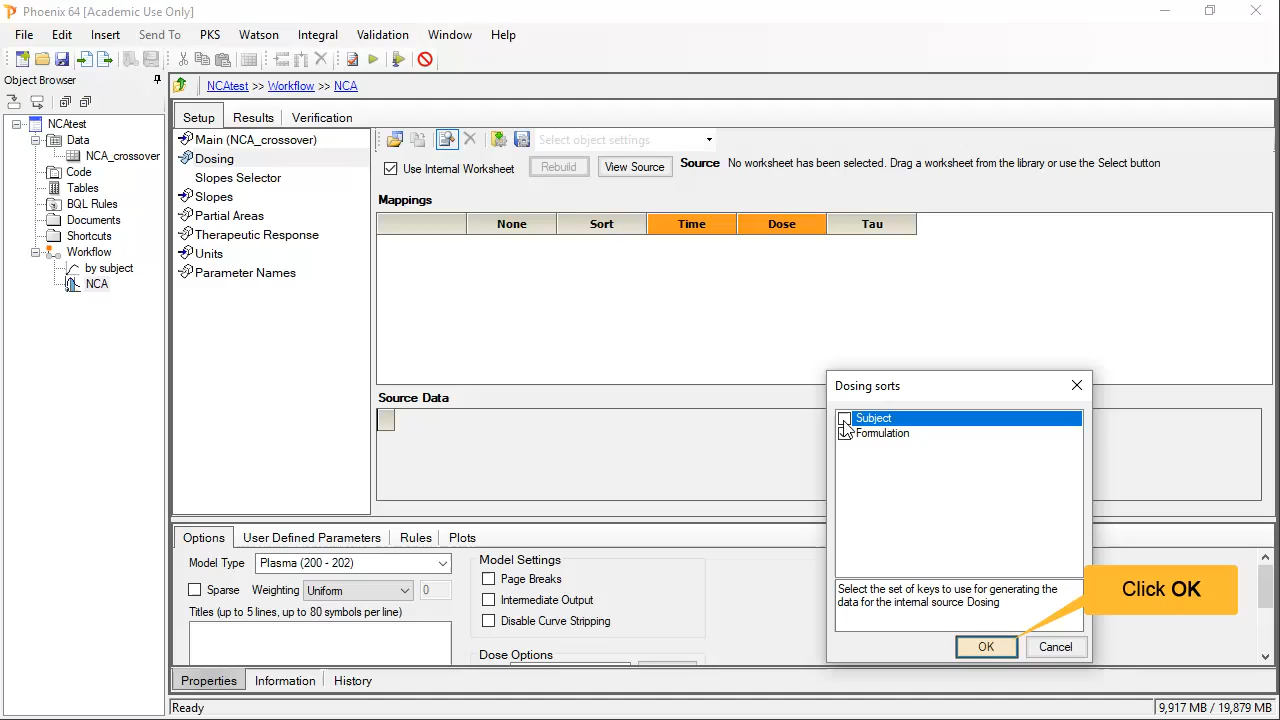 Phoenix 64 [Academic Use Only]
File Edit Insert Send To PKS Watson Integral Validation Window Help
Object Browser
NCAtest >> Workflow >> NCA
NCAtest
Data
NCA_crossover
Code
Tables
BQL Rules
Documents
Shortcuts
Workflow
by subject
NCA
Setup Results Verification
Main (NCA_crossover)
Dosing
Slopes Selector
Slopes
Partial Areas
Therapeutic Response
Units
Parameter Names
Select object settings
Use Internal Worksheet Rebuild View Source Source No worksheet has been selected. Drag a worksheet from the library or use the Select button
Mappings
None Sort Time Dose Tau
Source Data
Dosing sorts
Subject
Formulation
Select the set of keys to use for generating the
data for the internal source Dosing
OK Cancel
Click OK
Options User Defined Parameters Rules Plots
Model Type Plasma (200 - 202)
Sparse Weighting Uniform 0
Titles (up to 5 lines, up to 80 symbols per line)
Model Settings
Page Breaks
Intermediate Output
Disable Curve Stripping
Dose Options
Properties Information History
Ready 9,917 MB / 19,879 MB